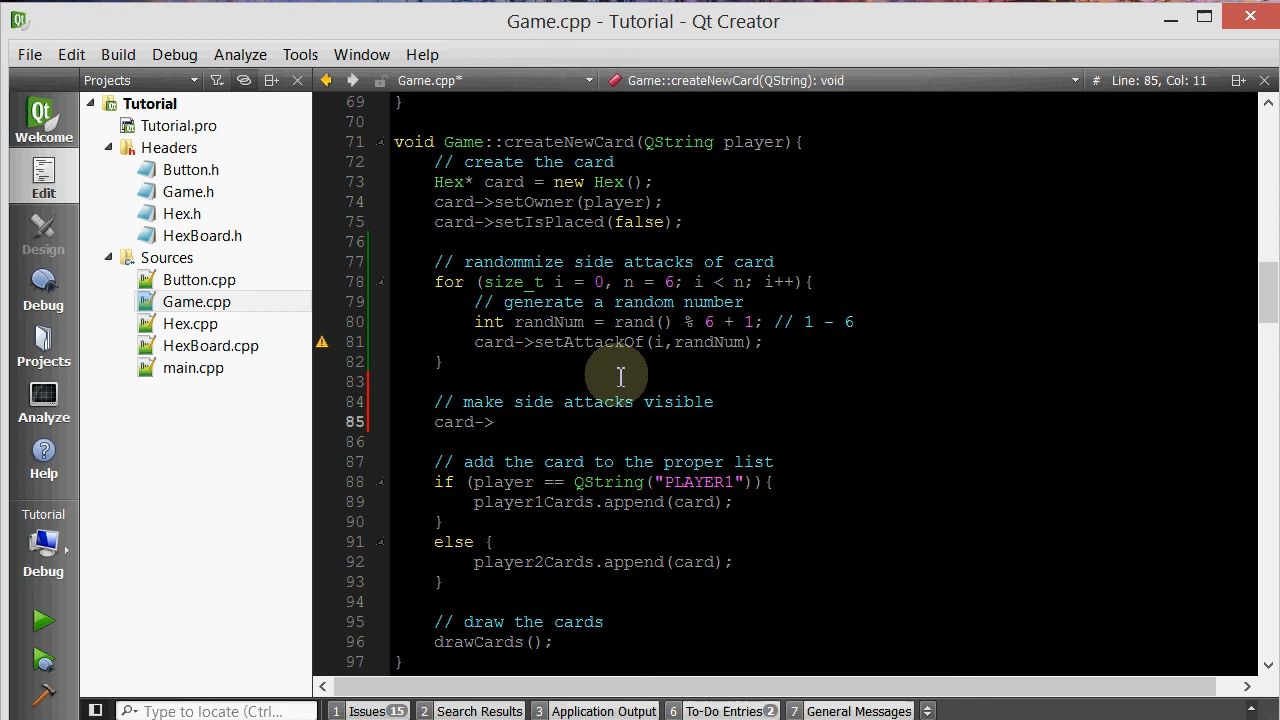 Game.cpp - Tutorial - Qt Creator
File Edit Build Debug Analyze Tools Window Help
Projects Game.cpp* Game::createNewCard(QString): void # Line: 85, Col: 11
Qt
Welcome
Edit
Design
Debug
Projects
Analyze
Help
Tutorial
Debug
Tutorial
Tutorial.pro
Headers
Button.h
Game.h
Hex.h
HexBoard.h
Sources
Button.cpp
Game.cpp
Hex.cpp
HexBoard.cpp
main.cpp
69 }
70
71 void Game::createNewCard(QString player){
72 // create the card
73 Hex* card = new Hex();
74 card->setOwner(player);
75 card->setIsPlaced(false);
76
77 // randommize side attacks of card
78 for (size_t i = 0, n = 6; i < n; i++){
79 // generate a random number
80 int randNum = rand() % 6 + 1; // 1 - 6
81 card->setAttackOf(i,randNum);
82 }
83
84 // make side attacks visible
85 card->
86
87 // add the card to the proper list
88 if (player == QString("PLAYER1")){
89 player1Cards.append(card);
90 }
91 else {
92 player2Cards.append(card);
93 }
94
95 // draw the cards
96 drawCards();
97 }
Type to locate (Ctrl... 1 Issues 15 2 Search Results 3 Application Output 6 To-Do Entries 2 7 General Messages